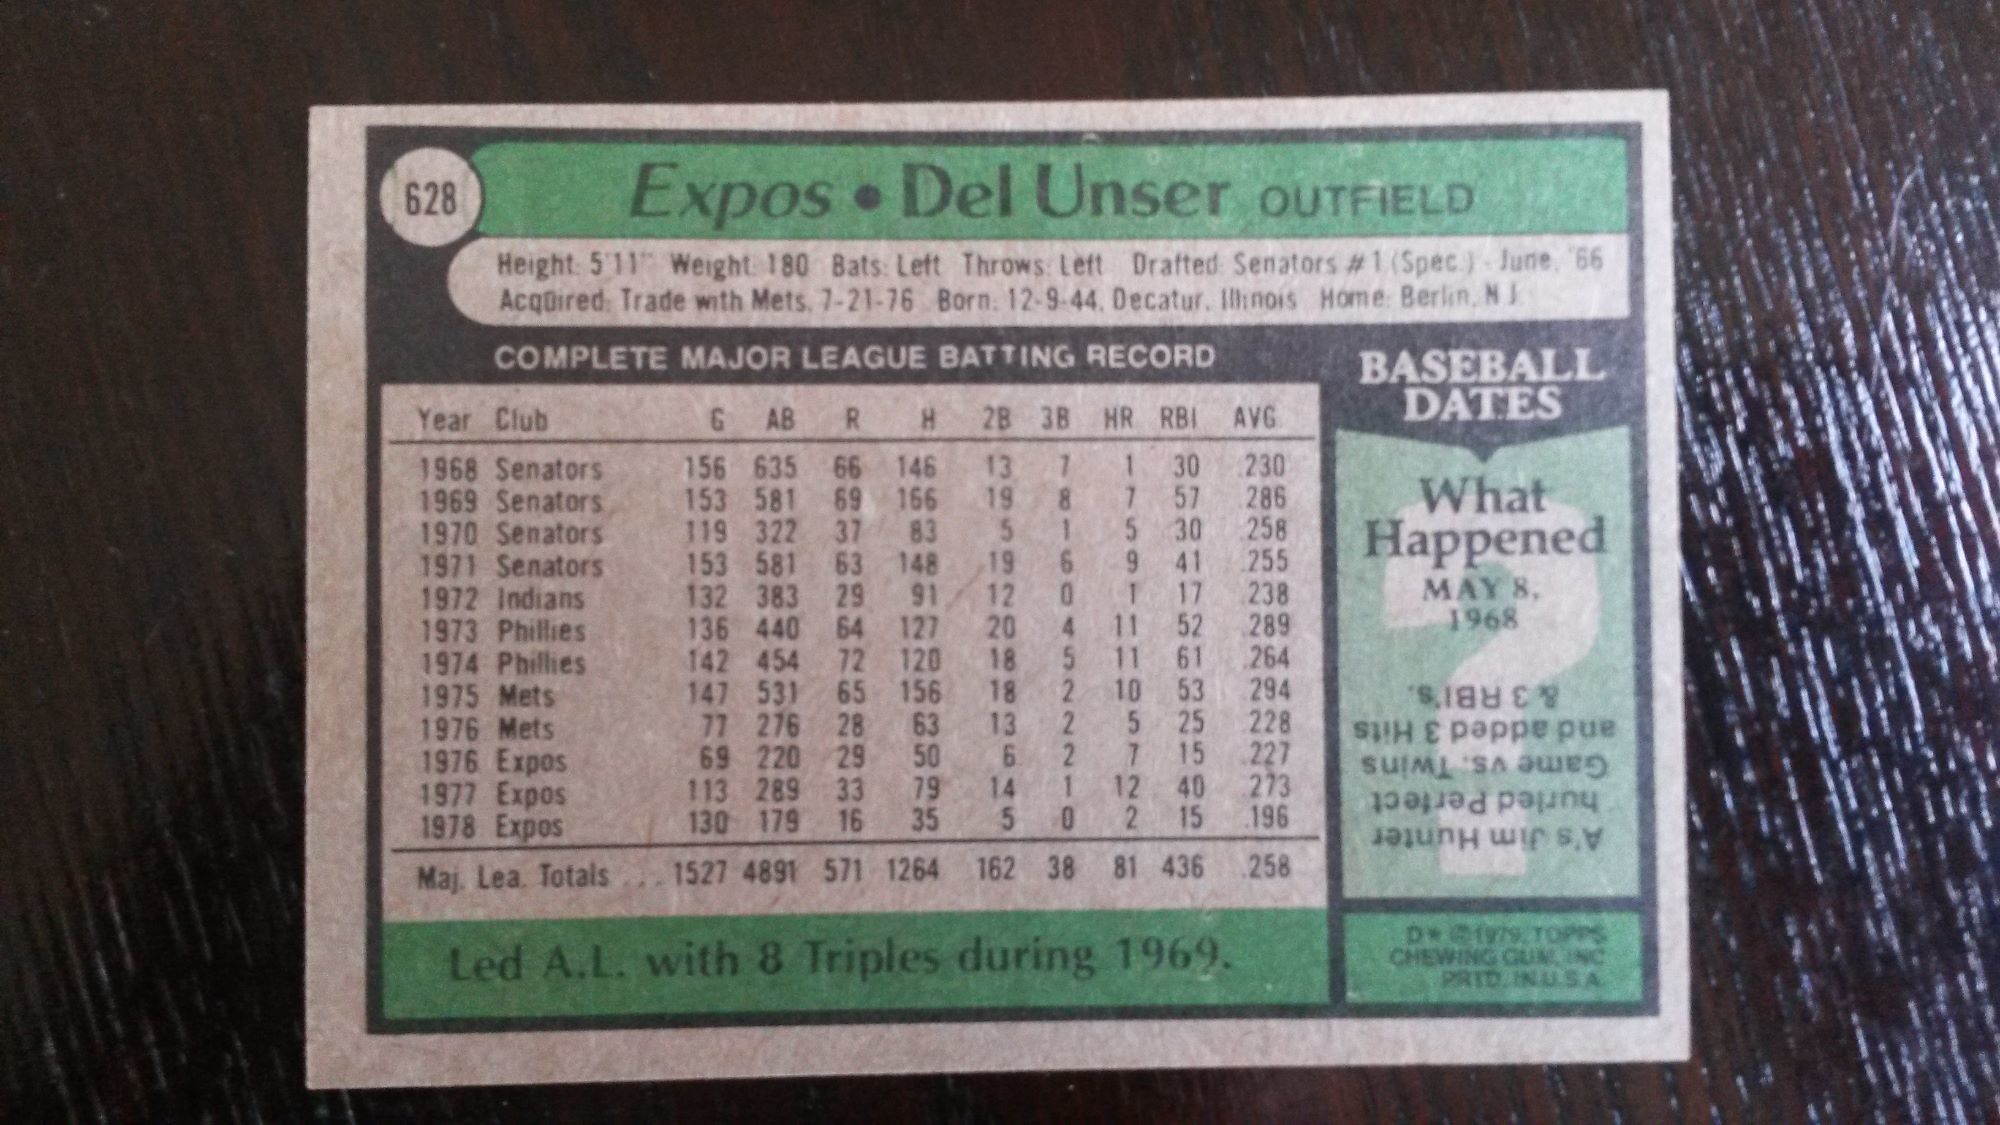 628
Expos • Del Unser OUTFIELD
Height: 5'11" Weight: 180 Bats: Left Throws: Left Drafted: Senators #1 (Spec.) - June, '66
Acquired: Trade with Mets, 7-21-76 Born: 12-9-44, Decatur, Illinois Home: Berlin, N.J.
COMPLETE MAJOR LEAGUE BATTING RECORD
Year Club G AB R H 2B 3B HR RBI AVG.
1968 Senators 156 635 66 146 13 7 1 30 .230
1969 Senators 153 581 69 166 19 8 7 57 .286
1970 Senators 119 322 37 83 5 1 5 30 .258
1971 Senators 153 581 63 148 19 6 9 41 .255
1972 Indians 132 383 29 91 12 0 1 17 .238
1973 Phillies 136 440 64 127 20 4 11 52 .289
1974 Phillies 142 454 72 120 18 5 11 61 .264
1975 Mets 147 531 65 156 18 2 10 53 .294
1976 Mets 77 276 28 63 13 2 5 25 .228
1976 Expos 69 220 29 50 6 2 7 15 .227
1977 Expos 113 289 33 79 14 1 12 40 .273
1978 Expos 130 179 16 35 5 0 2 15 .196
Maj. Lea. Totals ... 1527 4891 571 1264 162 38 81 436 .258
Led A.L. with 8 Triples during 1969.
BASEBALL
DATES
What
Happened
MAY 8,
1968
A's Jim Hunter
hurled Perfect
Game vs. Twins
and added 3 Hits
& 3 RBI's.
D* © 1979, TOPPS
CHEWING GUM, INC
PRTD. IN U.S.A.